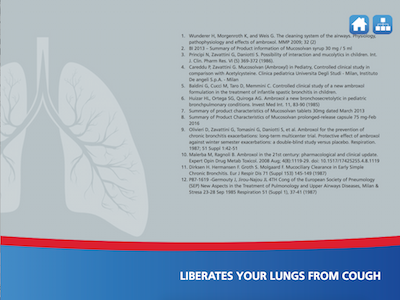 1. Wunderer H, Morgenroth K, and Weis G. The cleaning system of the airways. Physiology,
pathophysiology and effects of ambroxol. MMP 2009; 32 (2)
2. BI 2013 - Summary of Product information of Mucosolvan syrup 30 mg / 5 ml
3. Principi N, Zavattini G, Daniotti S. Possibility of interaction and mucolytics in children. Int
J. Clin. Pharm. Res. VI (5) 369-372 (1986)
4. Careddu P, Zavattini G. Mucosolvan (Ambroxol) in Pediatry, Controlled clinical study in
comparison with Acetylcysteine. Clinica pediatrica Universita Degli Studi - Milan, Instituto
De angeli S.p.A. - Milan
5. Baldini G, Cucci M, Taro D, Memmini C. Controlled clinical study of a new ambroxol
formulation in the treatment of infantile spastic bronchitis in children
6. Huizar HI., Ortega SG, Quiroga AG. Ambroxol a new bronchosecretolytic in pediatric
bronchpulmonary conditions. Invest Med Int. 11, 83-90 (1985)
7. Summary of product characteristics of Mucosolvan tablets 30mg dated March 2013
8. Summary of Product Characteristics of Mucosolvan prolonged-release capsule 75 mg-Feb
2016
9. Olivieri D, Zavattini G, Tomasini G, Daniotti S, et al. Ambroxol for the prevention of
chronic bronchitis exacerbations: long-term multicenter trial. Protective effect of ambroxol
against winter semester exacerbations: a double-blind study versus placebo. Respiration.
1987; 51 Suppl 1:42-51
10. Malerba M, Ragnoli B. Ambroxol in the 21st century: pharmacological and clinical update.
Expert Opin Drug Metab Toxicol. 2008 Aug; 4(8):1119-29. doi: 10.1517/17425255.4.8.1119
11. Dirksen H. Hermansen F. Groth S. Molgaard F. Mucociliary Clearance in Early Simple
Chronic Bronchitis. Eur J Respir Dis 71 (Suppl 153) 145-149 (1987)
12. P87-1019 -Germouty J, Jirou-Najou JL 4TH Cong of the European Society of Pneumology
(SEP) New Aspects in the Treatment of Pulmonology and Upper Airways Diseases, Milan &
Stresa 23-28 Sep 1985 Respiration 51 (Suppl 1), 37-41 (1987)
LIBERATES YOUR LUNGS FROM COUGH